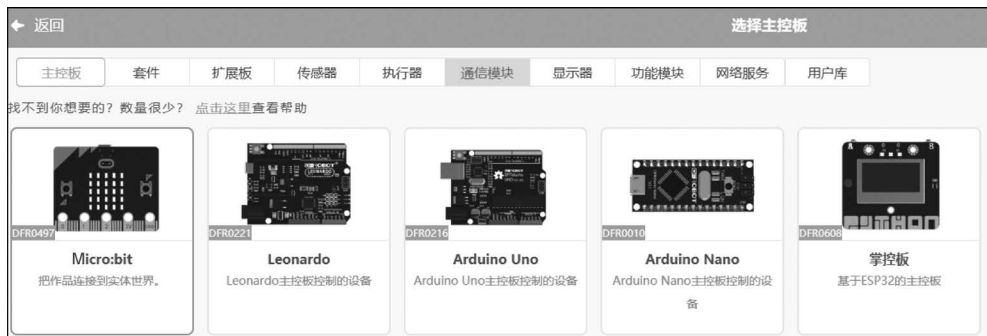 返回
选择主控板
主控板 套件 扩展板 传感器 执行器 通信模块 显示器 功能模块 网络服务 用户库
找不到你想要的？数量很少？ 点击这里查看帮助
DFR0497 DFR0221 DFR0216 DFR0010 DFR0608
Micro:bit Leonardo Arduino Uno Arduino Nano 掌控板
把作品连接到实体世界。 Leonardo主控板控制的设备 Arduino Uno主控板控制的设备 Arduino Nano主控板控制的设 基于ESP32的主控板
备